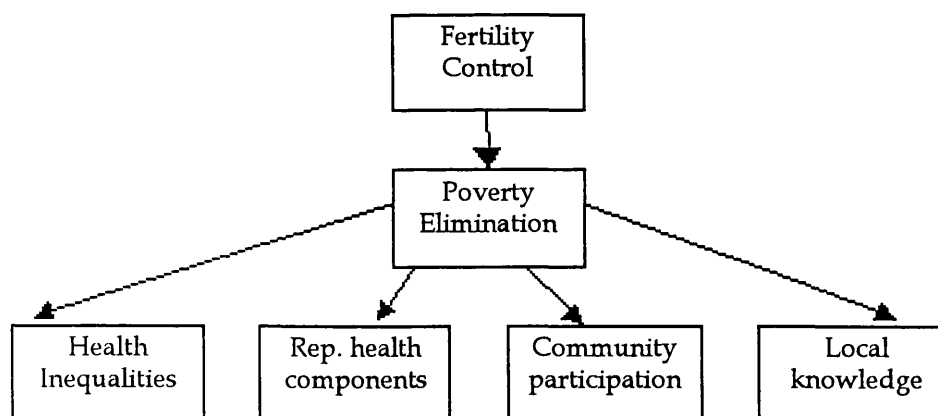 Fertility
Control
Poverty
Elimination
Health
Inequalities
Rep. health
components
Community
participation
Local
knowledge